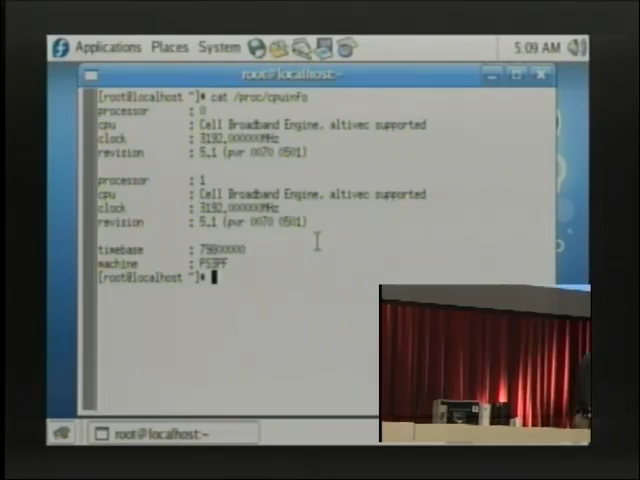 Applications Places System 5:09 AM
root@localhost:~
[root@localhost ~]# cat /proc/cpuinfo
processor : 0
cpu : Cell Broadband Engine, altivec supported
clock : 3192.000000MHz
revision : 5.1 (pvr 0070 0501)
processor : 1
cpu : Cell Broadband Engine, altivec supported
clock : 3192.000000MHz
revision : 5.1 (pvr 0070 0501)
timebase : 79800000
machine : PS3PF
[root@localhost ~]#
root@localhost:~